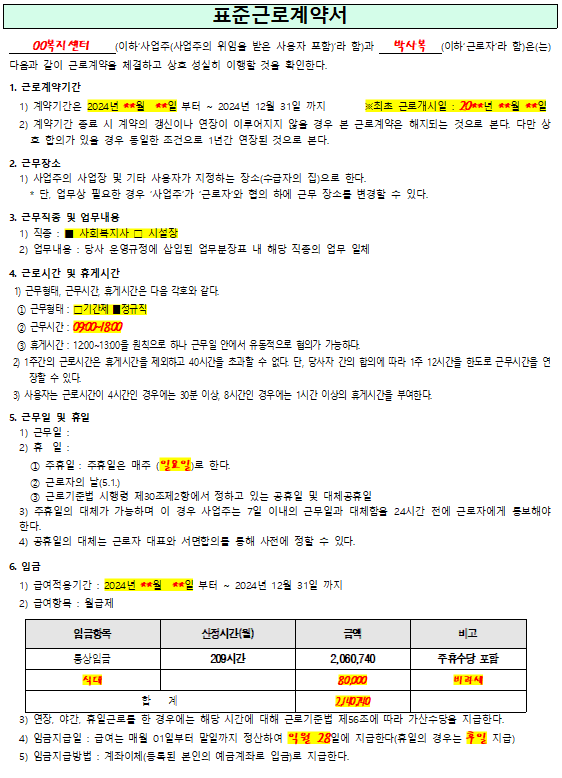 표준근로계약서
OO복지센터 (이하'사업주(사업주의 위임을 받은 사용자 포함)'라 함)과 박사복 (이하'근로자'라 함)은(는)
다음과 같이 근로계약을 체결하고 상호 성실히 이행할 것을 확인한다.
1. 근로계약기간
1) 계약기간은 2024년 **월 **일 부터 ~ 2024년 12월 31일 까지 ※최초 근로개시일 : 20**년 **월 **일
2) 계약기간 종료 시 계약의 갱신이나 연장이 이루어지지 않을 경우 본 근로계약은 해지되는 것으로 본다. 다만 상
호 합의가 있을 경우 동일한 조건으로 1년간 연장된 것으로 본다.
2. 근무장소
1) 사업주의 사업장 및 기타 사용자가 지정하는 장소(수급자의 집)으로 한다.
* 단, 업무상 필요한 경우 '사업주'가 '근로자'와 협의 하에 근무 장소를 변경할 수 있다.
3. 근무직종 및 업무내용
1) 직종 : ■ 사회복지사 □ 시설장
2) 업무내용 : 당사 운영규정에 삽입된 업무분장표 내 해당 직종의 업무 일체
4. 근로시간 및 휴게시간
1) 근무형태, 근무시간, 휴게시간은 다음 각호와 같다.
① 근무형태 : □기간제 ■정규직
② 근무시간 : 09:00~18:00
③ 휴게시간 : 12:00~13:00을 원칙으로 하나 근무일 안에서 유동적으로 협의가 가능하다.
2) 1주간의 근로시간은 휴게시간을 제외하고 40시간을 초과할 수 없다. 단, 당사자 간의 합의에 따라 1주 12시간을 한도로 근무시간을 연
장할 수 있다.
3) 사용자는 근로시간이 4시간인 경우에는 30분 이상, 8시간인 경우에는 1시간 이상의 휴게시간을 부여한다.
5. 근무일 및 휴일
1) 근무일 :
2) 휴 일 :
① 주휴일 : 주휴일은 매주 (일요일)로 한다.
② 근로자의 날(5.1.)
③ 근로기준법 시행령 제30조제2항에서 정하고 있는 공휴일 및 대체공휴일
3) 주휴일의 대체가 가능하며 이 경우 사업주는 7일 이내의 근무일과 대체함을 24시간 전에 근로자에게 통보해야
한다.
4) 공휴일의 대체는 근로자 대표와 서면합의를 통해 사전에 정할 수 있다.
6. 임금
1) 급여적용기간 : 2024년 **월 **일 부터 ~ 2024년 12월 31일 까지
2) 급여항목 : 월급제
임금항목 산정시간(월) 금액 비고
통상임금 209시간 2,060,740 주휴수당 포함
식대 80,000 비과세
합 계 2,140,740
3) 연장, 야간, 휴일근로를 한 경우에는 해당 시간에 대해 근로기준법 제56조에 따라 가산수당을 지급한다.
4) 임금지급일 : 급여는 매월 01일부터 말일까지 정산하여 익월 28일에 지급한다(휴일의 경우는 후일 지급)
5) 임금지급방법 : 계좌이체(등록된 본인의 예금계좌로 입금)로 지급한다.